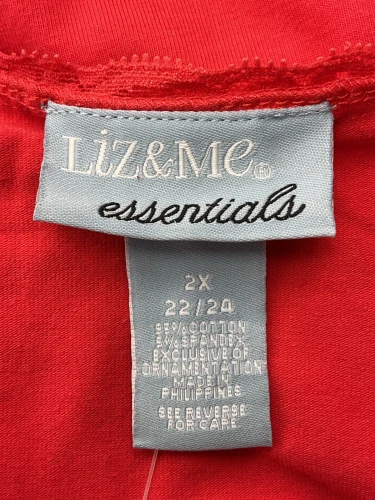 LiZ&Me®
essentials
2X
22/24
95% COTTON
5% SPANDEX
EXCLUSIVE OF
ORNAMENTATION
MADE IN
PHILIPPINES
SEE REVERSE
FOR CARE